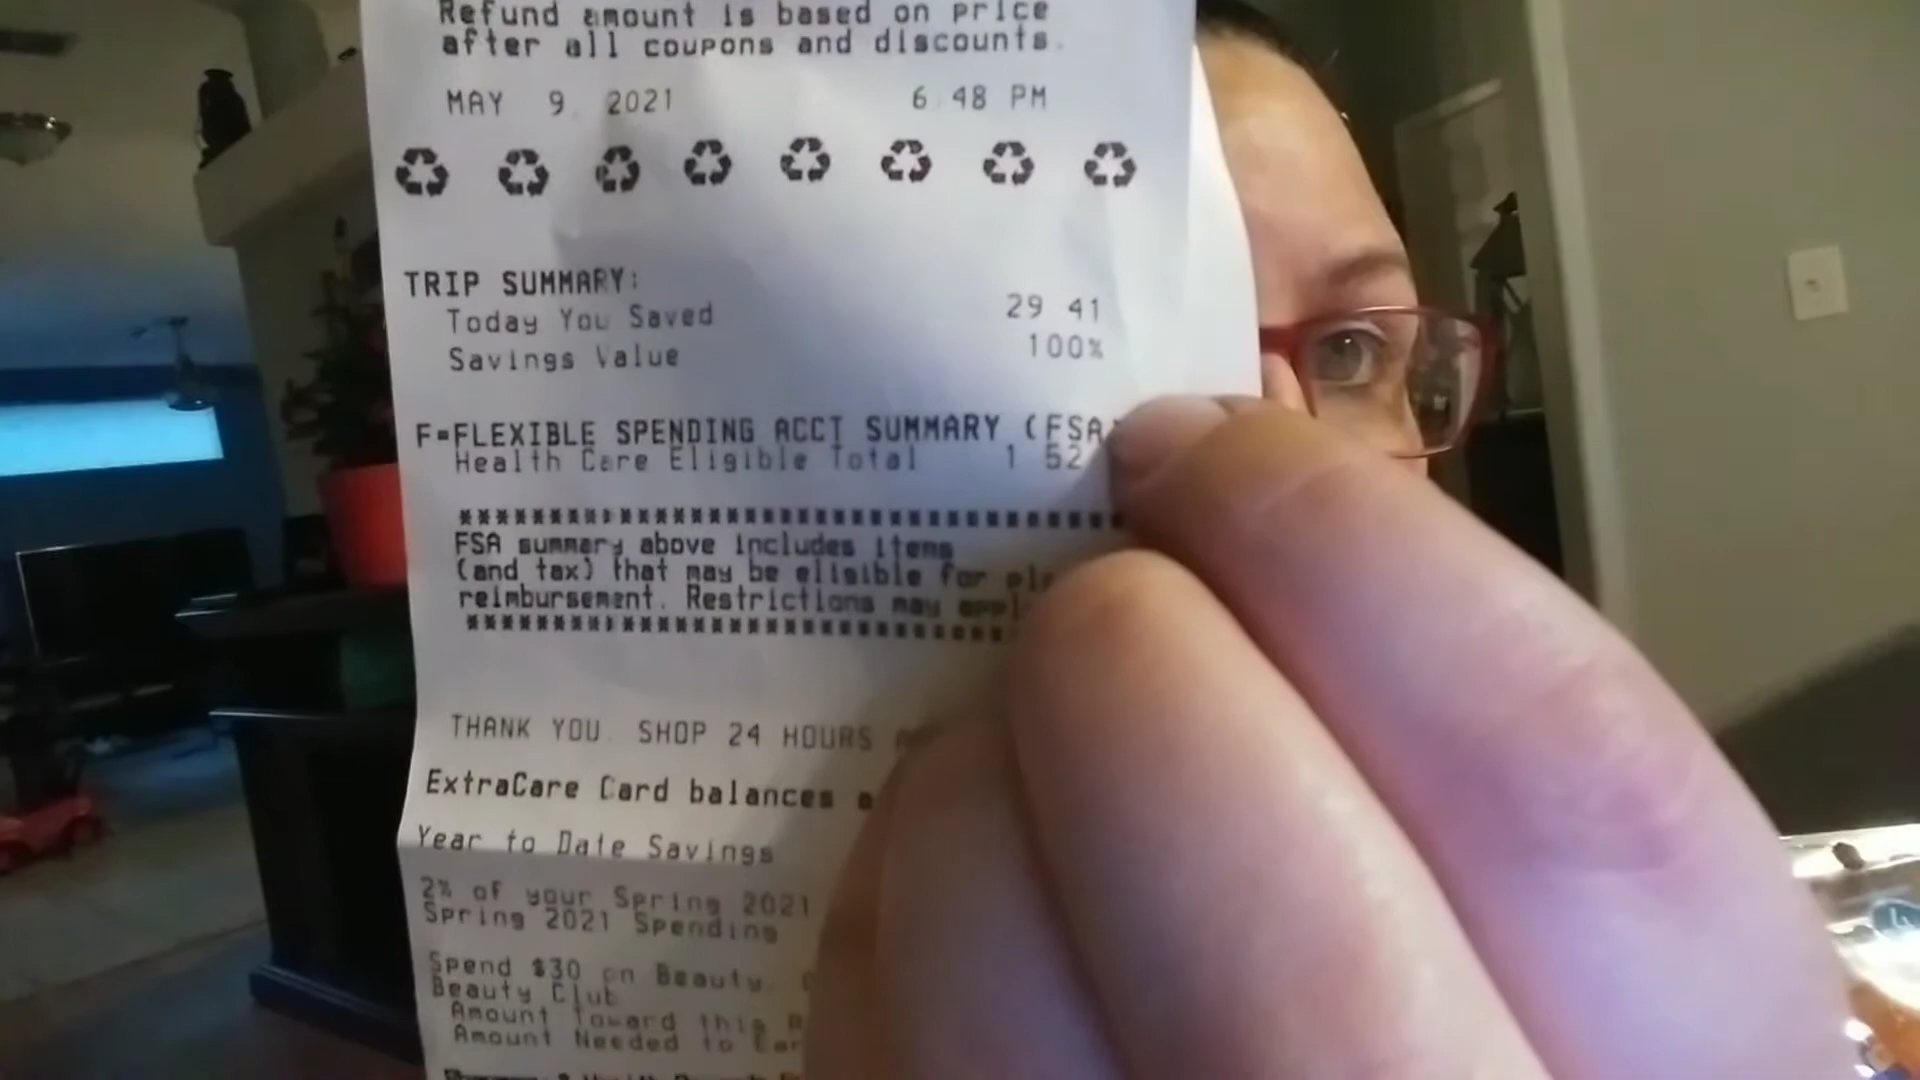 Refund amount is based on price
after all coupons and discounts.
MAY 9, 2021 6:48 PM
TRIP SUMMARY:
Today You Saved 29.41
Savings Value 100%
F=FLEXIBLE SPENDING ACCT SUMMARY (FSA)
Health Care Eligible Total 1.52
************************************
FSA summary above includes items
(and tax) that may be eligible for
reimbursement. Restrictions may
******************************
THANK YOU. SHOP 24 HOURS
ExtraCare Card balances
Year to Date Savings
2% of your Spring 2021
Spring 2021 Spending
Spend $30 on Beauty,
Beauty Club
Amount Toward this
Amount Needed to